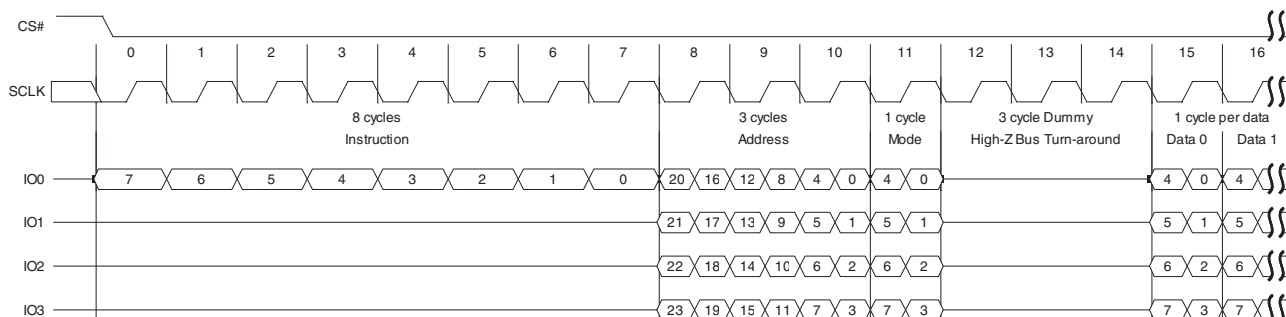 CS#
0 1 2 3 4 5 6 7 8 9 10 11 12 13 14 15 16
SCLK
8 cycles 3 cycles 1 cycle 3 cycle Dummy 1 cycle per data
Instruction Address Mode High-Z Bus Turn-around Data 0 Data 1
IO0 7 6 5 4 3 2 1 0 20 16 12 8 4 0 4 0 4 0 4
IO1 21 17 13 9 5 1 5 1 5 1 5
IO2 22 18 14 10 6 2 6 2 6 2 6
IO3 23 19 15 11 7 3 7 3 7 3 7